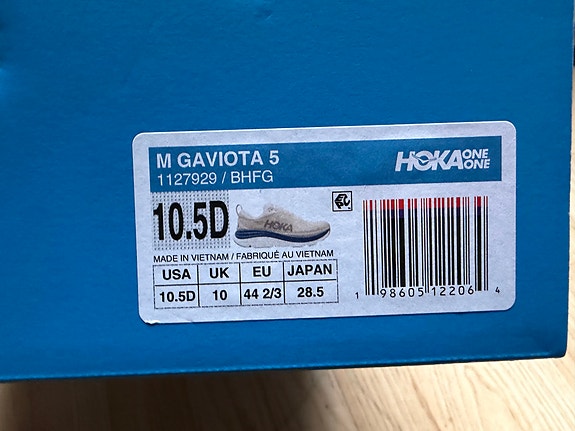 M GAVIOTA 5
1127929 / BHFG
HOKA ONE ONE
10.5D
HOKA
MADE IN VIETNAM / FABRIQUÉ AU VIETNAM
USA UK EU JAPAN
10.5D 10 44 2/3 28.5
1 98605 12206 4